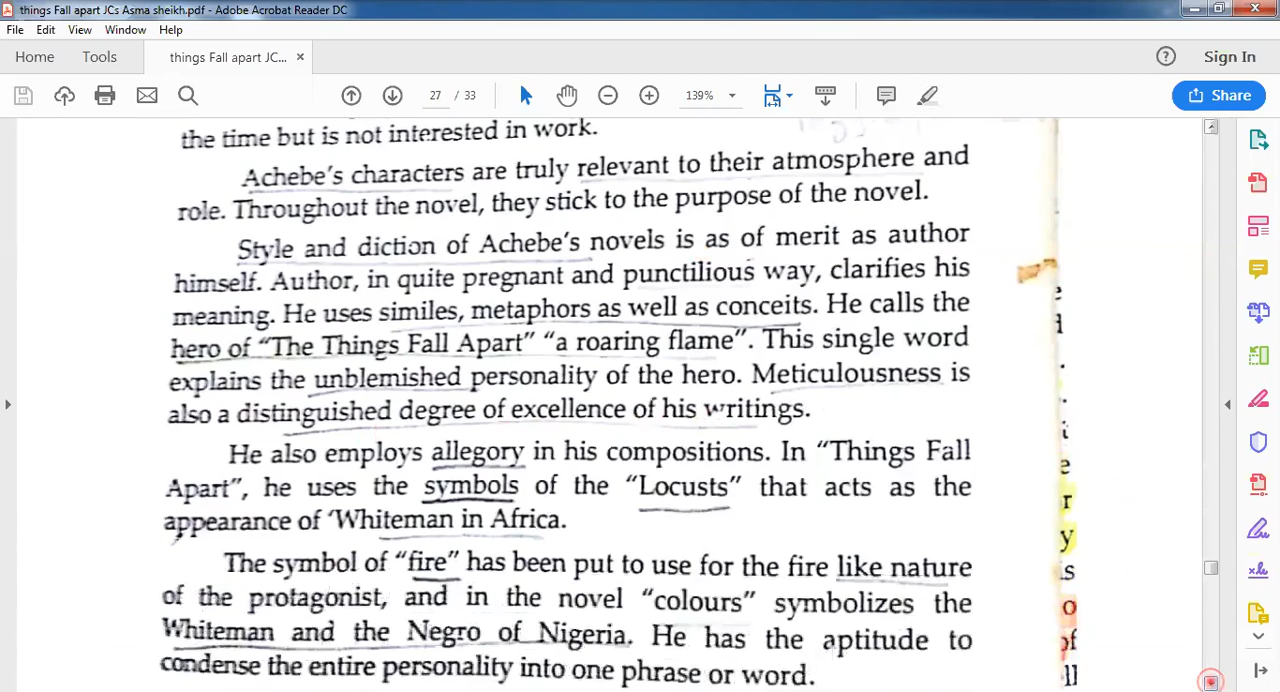 things Fall apart JCs Asma sheikh.pdf - Adobe Acrobat Reader DC
File Edit View Window Help
Home Tools things Fall apart JC... × Sign In
27 / 33 139% Share
the time but is not interested in work.
Achebe's characters are truly relevant to their atmosphere and
role. Throughout the novel, they stick to the purpose of the novel.
Style and diction of Achebe's novels is as of merit as author
himself. Author, in quite pregnant and punctilious way, clarifies his
meaning. He uses similes, metaphors as well as conceits. He calls the
hero of "The Things Fall Apart" "a roaring flame". This single word
explains the unblemished personality of the hero. Meticulousness is
also a distinguished degree of excellence of his writings.
He also employs allegory in his compositions. In "Things Fall
Apart", he uses the symbols of the "Locusts" that acts as the
appearance of 'Whiteman in Africa.
The symbol of "fire" has been put to use for the fire like nature
of the protagonist, and in the novel "colours" symbolizes the
Whiteman and the Negro of Nigeria. He has the aptitude to
condense the entire personality into one phrase or word.